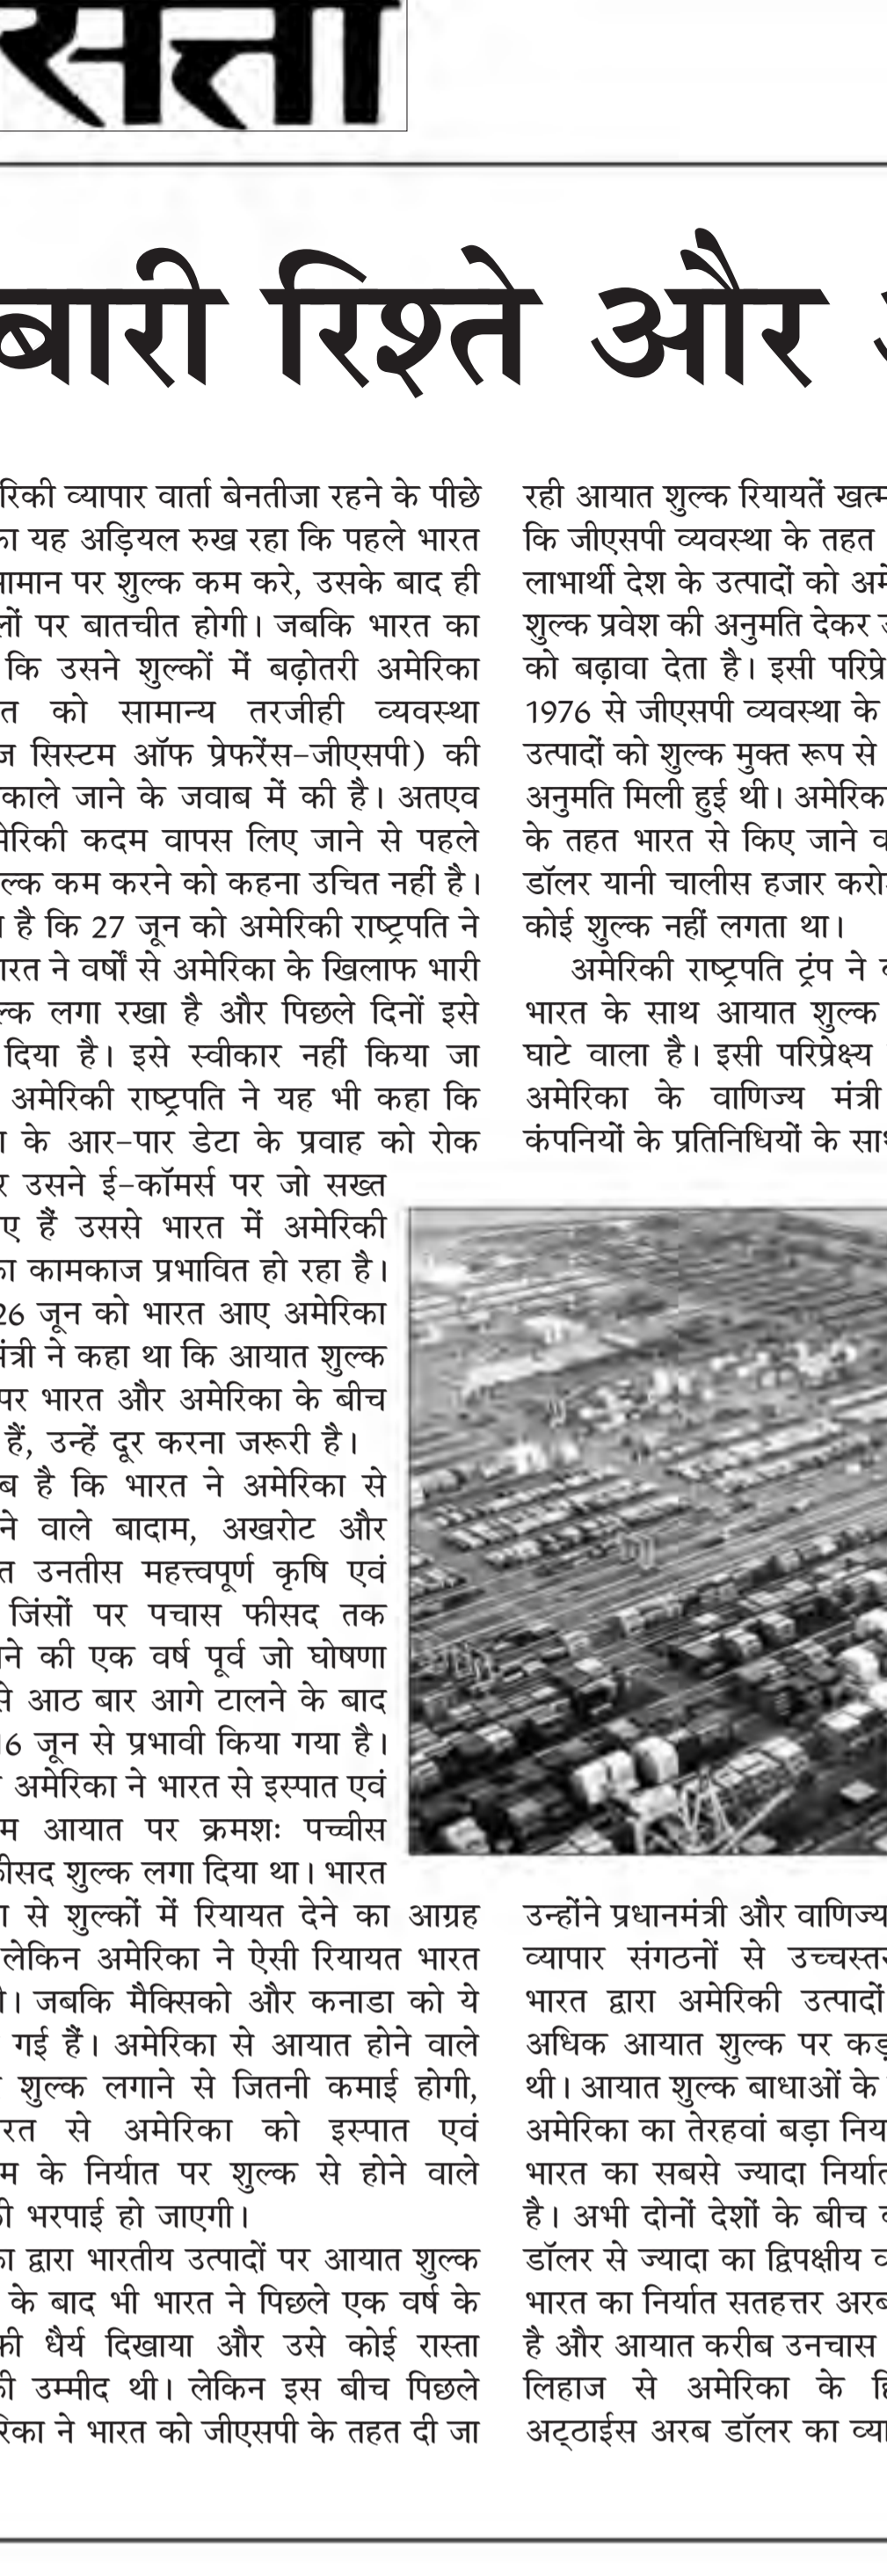 सत्ता
बारी रिश्ते और
रिकी व्यापार वार्ता बेनतीजा रहने के पीछे
का यह अड़ियल रुख रहा कि पहले भारत
सामान पर शुल्क कम करे, उसके बाद ही
लों पर बातचीत होगी। जबकि भारत का
कि उसने शुल्कों में बढ़ोतरी अमेरिका
त को सामान्य तरजीही व्यवस्था
ज सिस्टम ऑफ प्रेफरेंस-जीएसपी) की
काले जाने के जवाब में की है। अतएव
मेरिकी कदम वापस लिए जाने से पहले
ल्क कम करने को कहना उचित नहीं है।
है कि 27 जून को अमेरिकी राष्ट्रपति ने
ारत ने वर्षों से अमेरिका के खिलाफ भारी
ल्क लगा रखा है और पिछले दिनों इसे
दिया है। इसे स्वीकार नहीं किया जा
अमेरिकी राष्ट्रपति ने यह भी कहा कि
के आर-पार डेटा के प्रवाह को रोक
र उसने ई-कॉमर्स पर जो सख्त
ए हैं उससे भारत में अमेरिकी
का कामकाज प्रभावित हो रहा है।
26 जून को भारत आए अमेरिका
मंत्री ने कहा था कि आयात शुल्क
पर भारत और अमेरिका के बीच
हैं, उन्हें दूर करना जरूरी है।
ब है कि भारत ने अमेरिका से
ने वाले बादाम, अखरोट और
त उनतीस महत्त्वपूर्ण कृषि एवं
जिंसों पर पचास फीसद तक
ने की एक वर्ष पूर्व जो घोषणा
से आठ बार आगे टालने के बाद
16 जून से प्रभावी किया गया है।
अमेरिका ने भारत से इस्पात एवं
म आयात पर क्रमशः पच्चीस
फीसद शुल्क लगा दिया था। भारत
से शुल्कों में रियायत देने का आग्रह
लेकिन अमेरिका ने ऐसी रियायत भारत
ी। जबकि मैक्सिको और कनाडा को ये
गई हैं। अमेरिका से आयात होने वाले
शुल्क लगाने से जितनी कमाई होगी,
रत से अमेरिका को इस्पात एवं
म के निर्यात पर शुल्क से होने वाले
की भरपाई हो जाएगी।
का द्वारा भारतीय उत्पादों पर आयात शुल्क
के बाद भी भारत ने पिछले एक वर्ष के
की धैर्य दिखाया और उसे कोई रास्ता
की उम्मीद थी। लेकिन इस बीच पिछले
रिका ने भारत को जीएसपी के तहत दी जा
रही आयात शुल्क रियायतें खत्म
कि जीएसपी व्यवस्था के तहत
लाभार्थी देश के उत्पादों को अमे
शुल्क प्रवेश की अनुमति देकर
को बढ़ावा देता है। इसी परिप्रे
1976 से जीएसपी व्यवस्था के
उत्पादों को शुल्क मुक्त रूप से
अनुमति मिली हुई थी। अमेरिक
के तहत भारत से किए जाने व
डॉलर यानी चालीस हजार करो
कोई शुल्क नहीं लगता था।
अमेरिकी राष्ट्रपति ट्रंप ने
भारत के साथ आयात शुल्क
घाटे वाला है। इसी परिप्रेक्ष्य
अमेरिका के वाणिज्य मंत्री
कंपनियों के प्रतिनिधियों के साथ
उन्होंने प्रधानमंत्री और वाणिज्य
व्यापार संगठनों से उच्चस्तर
भारत द्वारा अमेरिकी उत्पादों
अधिक आयात शुल्क पर कड़
थी। आयात शुल्क बाधाओं के
अमेरिका का तेरहवां बड़ा निय
भारत का सबसे ज्यादा निर्यात
है। अभी दोनों देशों के बीच
डॉलर से ज्यादा का द्विपक्षीय व
भारत का निर्यात सतहत्तर अरब
है और आयात करीब उनचास
लिहाज से अमेरिका के हि
अट्ठाईस अरब डॉलर का व्या